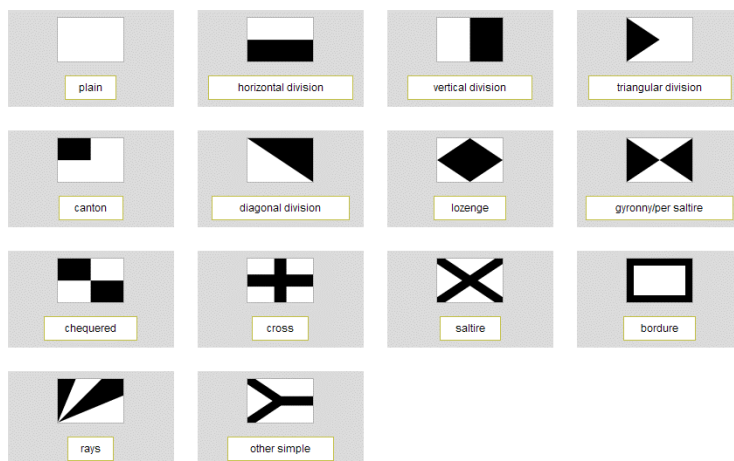 plain
horizontal division
vertical division
triangular division
canton
diagonal division
lozenge
gyronny/per saltire
chequered
cross
saltire
bordure
rays
other simple